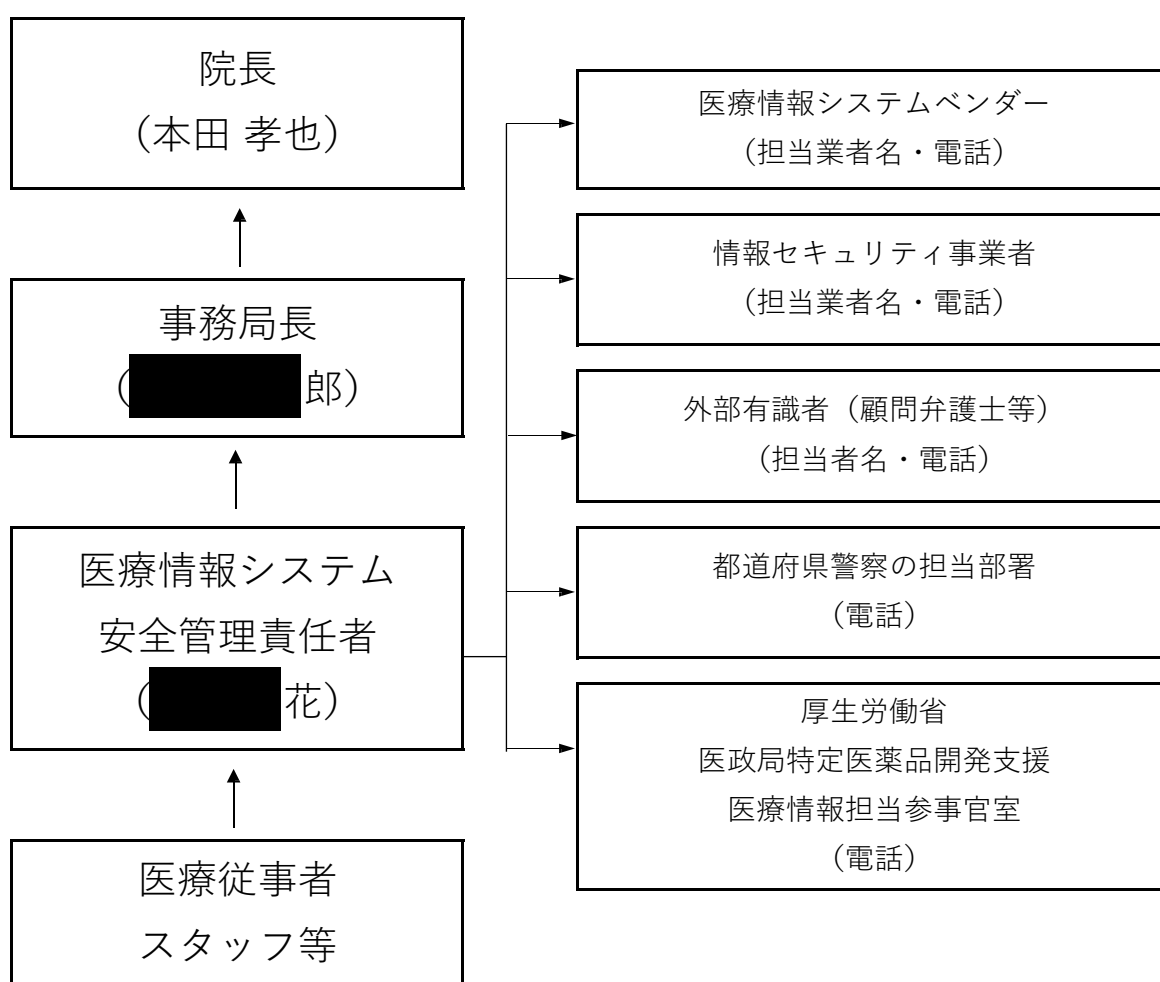 院長
(本田 孝也)
事務局長
(郎)
医療情報システム
安全管理責任者
(花)
医療従事者
スタッフ等
医療情報システムベンダー
(担当業者名・電話)
情報セキュリティ事業者
(担当業者名・電話)
外部有識者(顧問弁護士等)
(担当者名・電話)
都道府県警察の担当部署
(電話)
厚生労働省
医政局特定医薬品開発支援
医療情報担当参事官室
(電話)